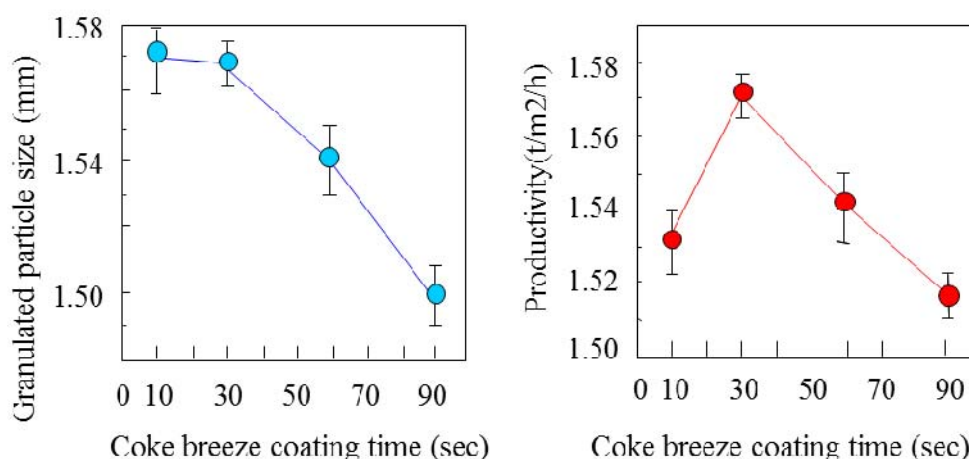 Granulated particle size (mm)
1.58
1.54
1.50
0 10 30 50 70 90
Coke breeze coating time (sec)
Productivity(t/m2/h)
1.58
1.56
1.54
1.52
1.50
0 10 30 50 70 90
Coke breeze coating time (sec)